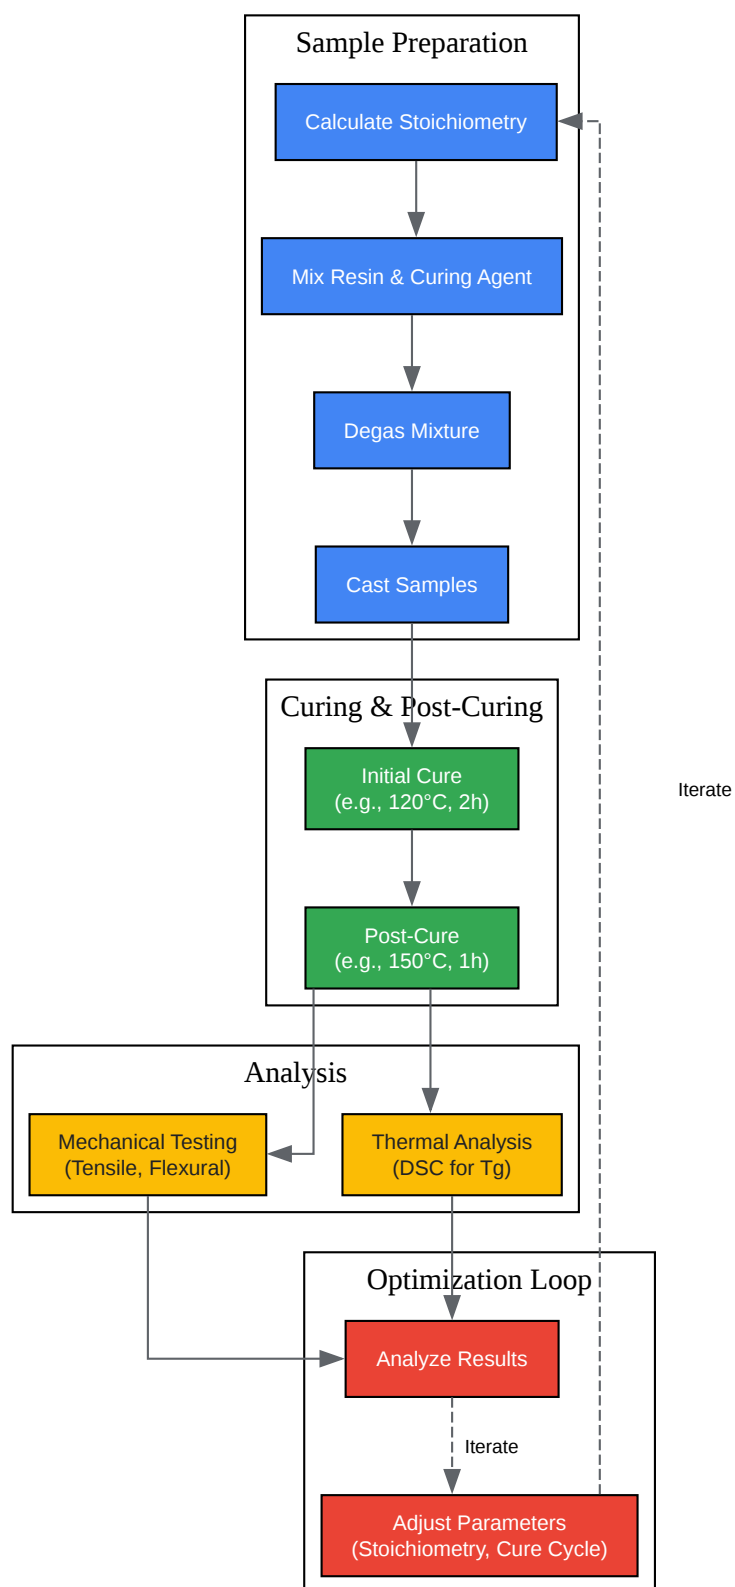 Sample Preparation
Calculate Stoichiometry
Mix Resin & Curing Agent
Degas Mixture
Cast Samples
Curing & Post-Curing
Initial Cure
(e.g., 120°C, 2h)
Iterate
Post-Cure
(e.g., 150°C, 1h)
Analysis
Mechanical Testing
(Tensile, Flexural)
Thermal Analysis
(DSC for Tg)
Optimization Loop
Analyze Results
Iterate
Adjust Parameters
(Stoichiometry, Cure Cycle)